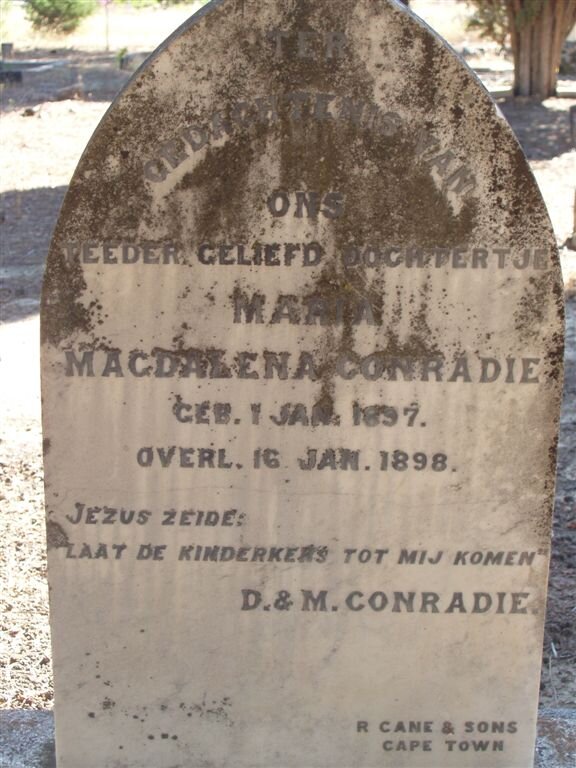 TER
GEDACHTENIS VAN
ONS
TEEDER GELIEFD DOCHTERTJE
MARIA
MAGDALENA CONRADIE
GEB. 1 JAN. 1897.
OVERL. 16 JAN. 1898.
JEZUS ZEIDE:
"LAAT DE KINDERKENS TOT MIJ KOMEN"
D. & M. CONRADIE.
R CANE & SONS
CAPE TOWN